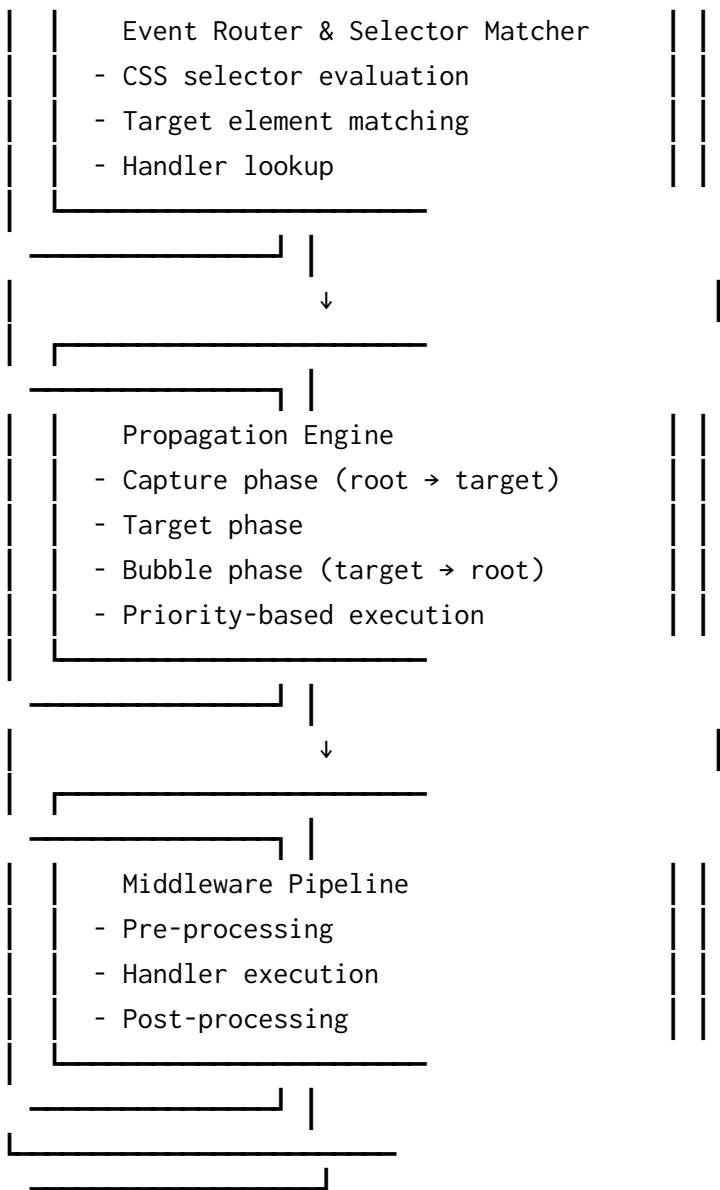 Event Router & Selector Matcher
- CSS selector evaluation
- Target element matching
- Handler lookup
↓
Propagation Engine
- Capture phase (root → target)
- Target phase
- Bubble phase (target → root)
- Priority-based execution
↓
Middleware Pipeline
- Pre-processing
- Handler execution
- Post-processing